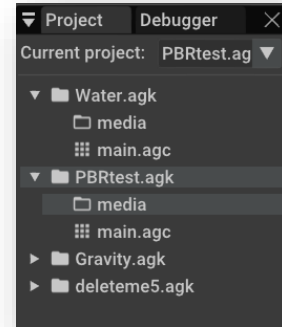 Project Debugger
Current project: PBRtest.ag
Water.agk
media
main.agc
PBRtest.agk
media
main.agc
Gravity.agk
deleteme5.agk